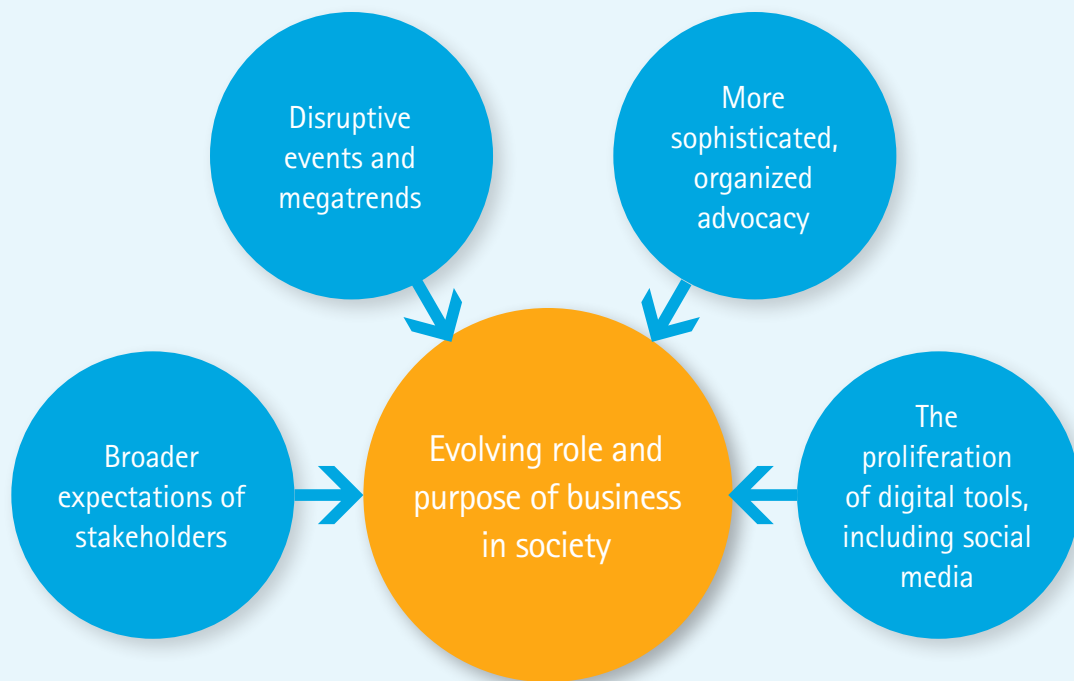 Disruptive
events and
megatrends
More
sophisticated,
organized
advocacy
Broader
expectations of
stakeholders
Evolving role and
purpose of business
in society
The
proliferation
of digital tools,
including social
media